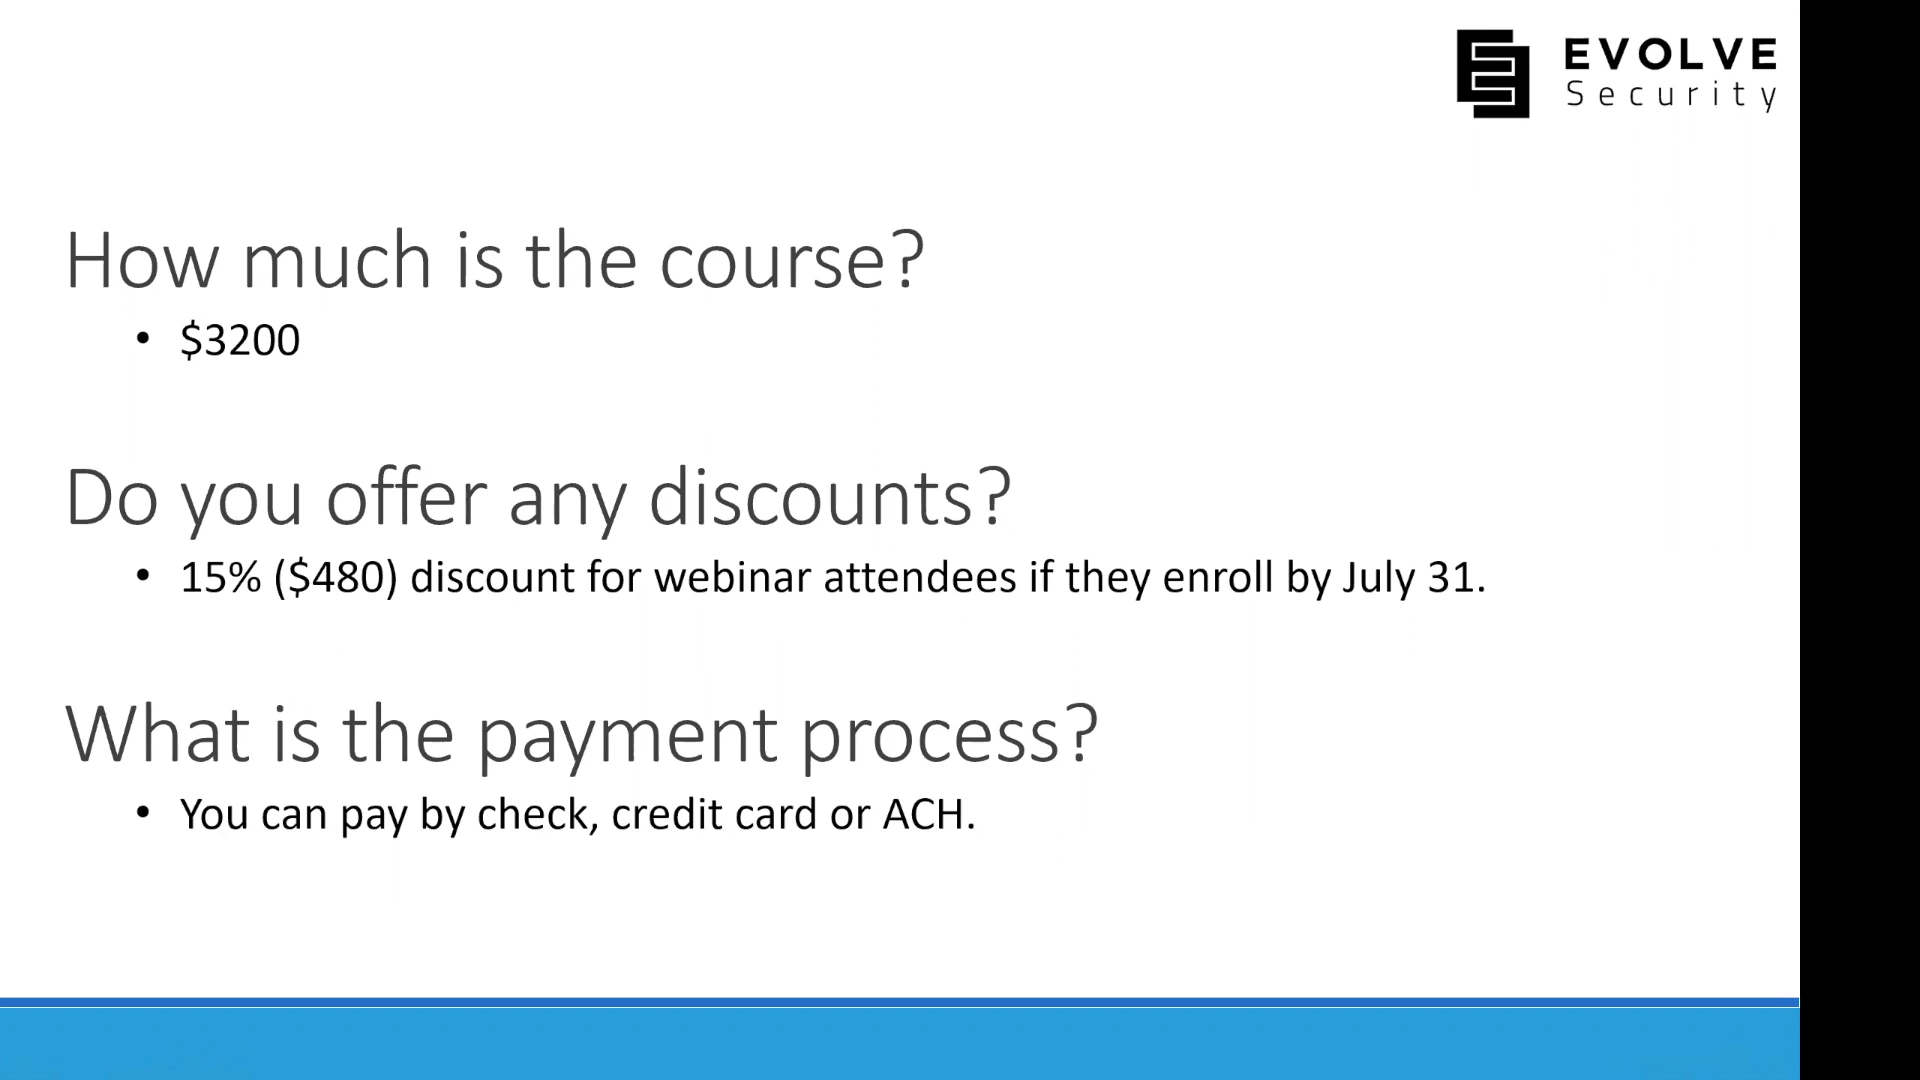 EVOLVE
Security
How much is the course?
• $3200
Do you offer any discounts?
• 15% ($480) discount for webinar attendees if they enroll by July 31.
What is the payment process?
• You can pay by check, credit card or ACH.